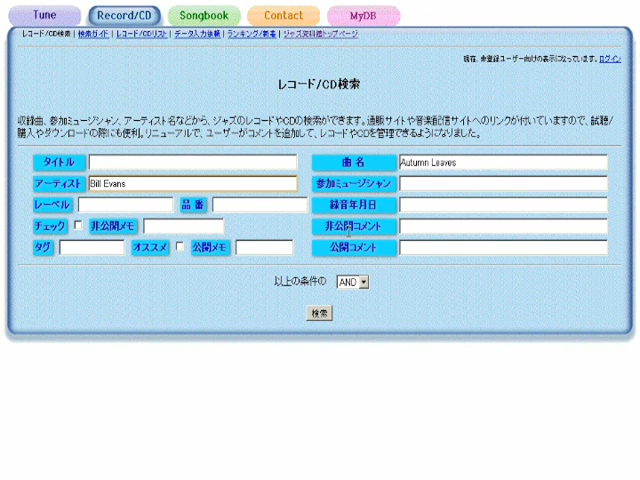 Tune Record/CD Songbook Contact MyDB
レコード/CD検索 | 検索ガイド | レコード/CDリスト | データ入力依頼 | ランキング/新着 | ジャズ資料館トップページ
現在、非登録ユーザー向けの表示になっています。ログイン
レコード/CD検索
収録曲、参加ミュージシャン、アーティスト名などから、ジャズのレコードやCDの検索ができます。通販サイトや音楽配信サイトへのリンクが付いていますので、試聴/
購入やダウンロードの際にも便利。リニューアルで、ユーザーがコメントを追加して、レコードやCDを管理できるようになりました。
タイトル 曲 名 Autumn Leaves
アーティスト Bill Evans 参加ミュージシャン
レーベル 品 番 録音年月日
チェック 非公開メモ 非公開コメント
タグ オススメ 公開メモ 公開コメント
以上の条件の AND
検索